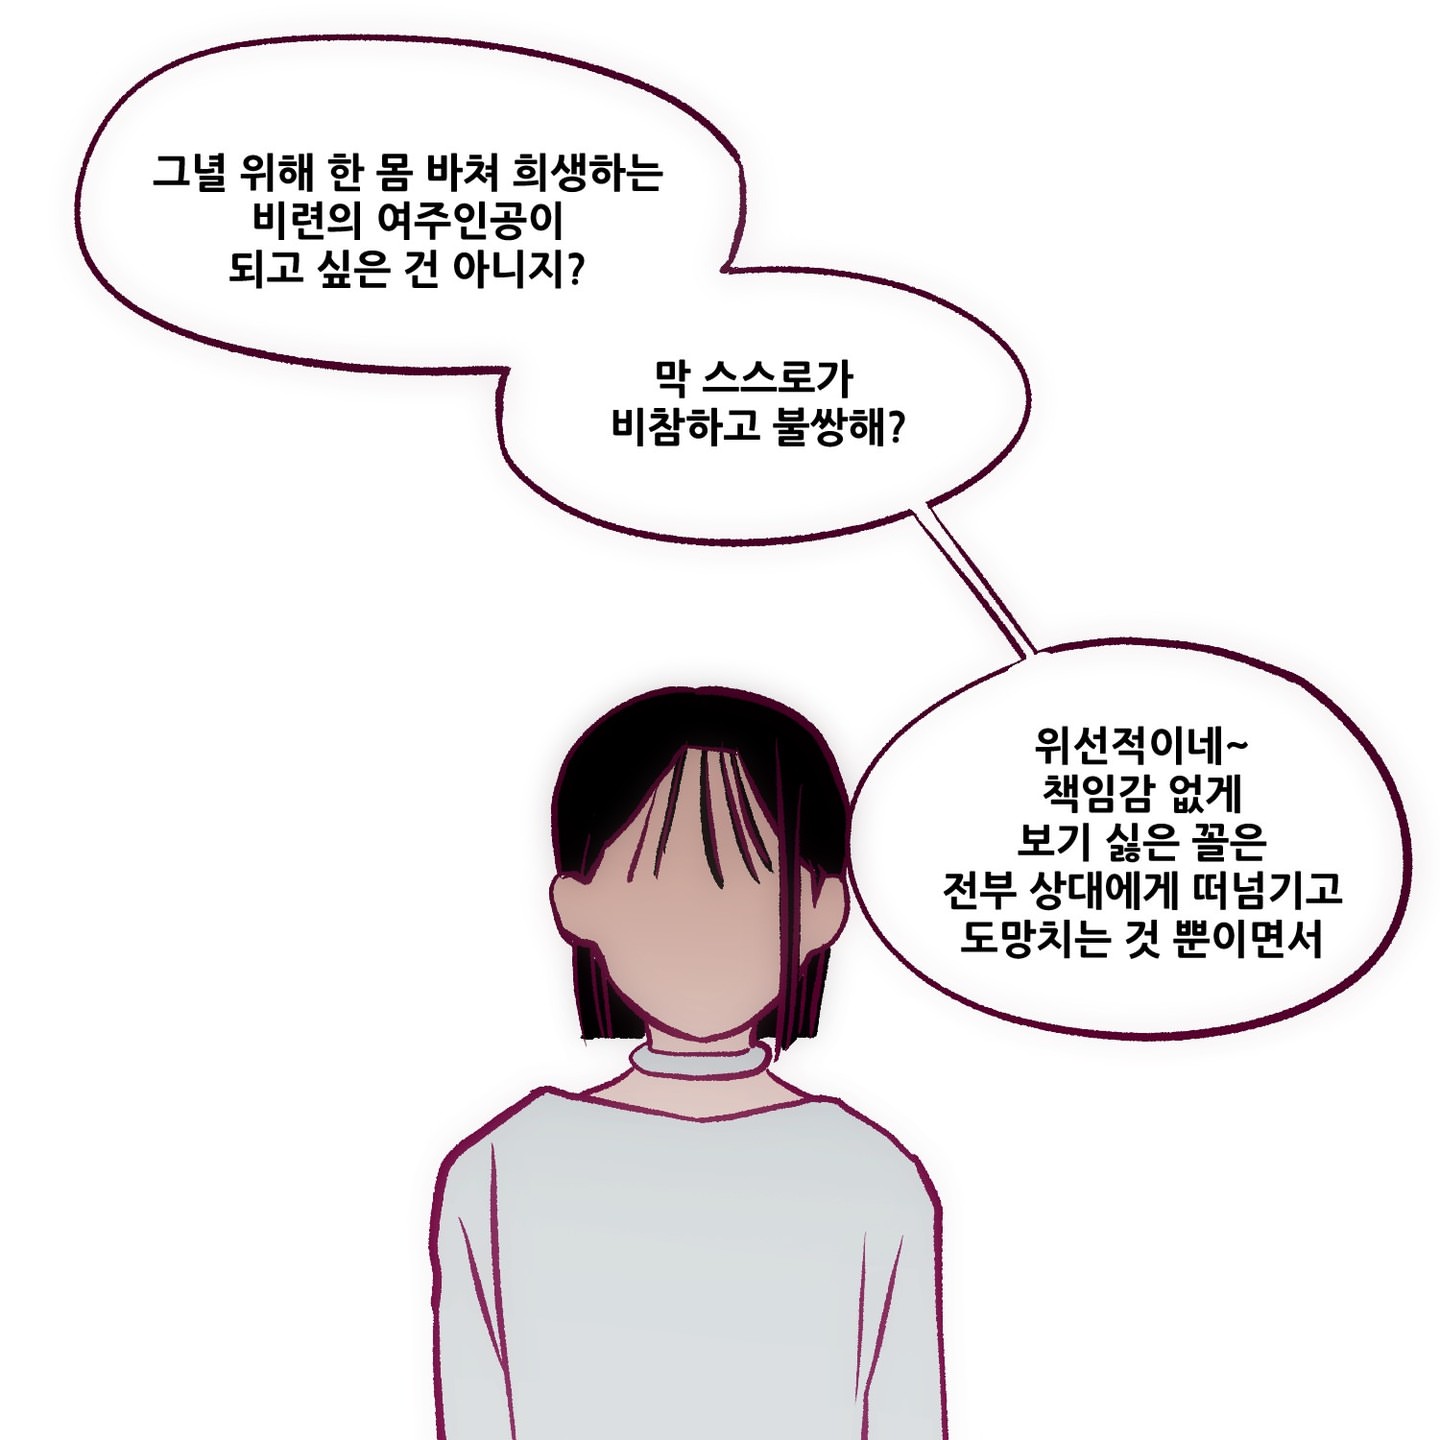 그녈 위해 한 몸 바쳐 희생하는
비련의 여주인공이
되고 싶은 건 아니지?
막 스스로가
비참하고 불쌍해?
위선적이네~
책임감 없게
보기 싫은 꼴은
전부 상대에게 떠넘기고
도망치는 것 뿐이면서